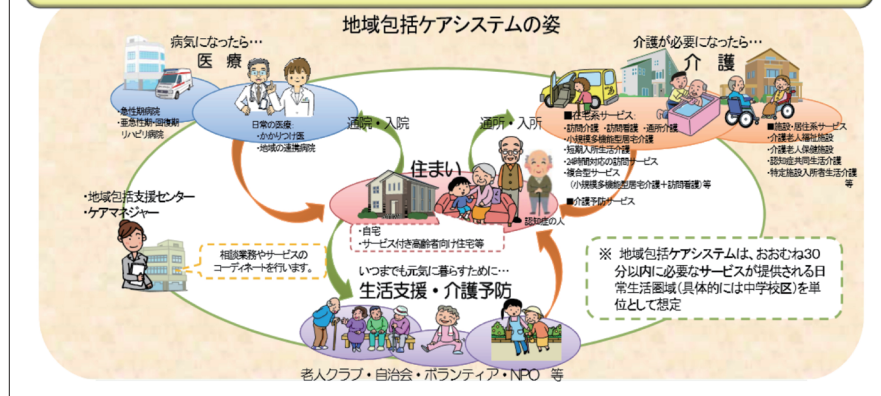 地域包括ケアシステムの姿
病気になったら…
医 療
・急性期病院
・亜急性期・回復期
リハビリ病院
日常の医療
・かかりつけ医
・地域の連携病院
通院・入院
通所・入所
介護が必要になったら…
介 護
■在宅系サービス:
・訪問介護 ・訪問看護 ・通所介護
・小規模多機能型居宅介護
・短期入所生活介護
・24時間対応の訪問サービス
・複合型サービス
（小規模多機能型居宅介護＋訪問看護）等
■介護予防サービス
■施設・居住系サービス
・介護老人福祉施設
・介護老人保健施設
・認知症共同生活介護
・特定施設入所者生活介護
等
住まい
認知症の人
・自宅
・サービス付き高齢者向け住宅等
・地域包括支援センター
・ケアマネジャー
相談業務やサービスの
コーディネートを行います。
いつまでも元気に暮らすために…
生活支援・介護予防
老人クラブ・自治会・ボランティア・NPO 等
※ 地域包括ケアシステムは、おおむね30
分以内に必要なサービスが提供される日
常生活圏域（具体的には中学校区）を単
位として想定